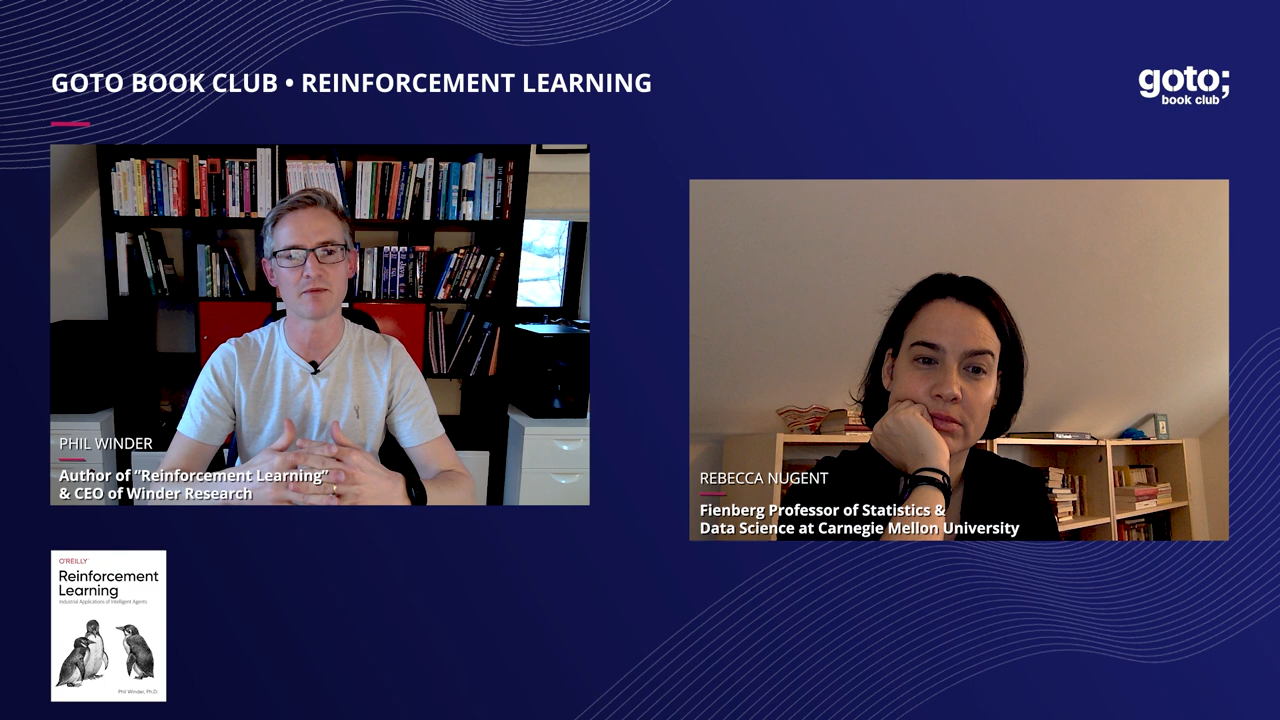 GOTO BOOK CLUB • REINFORCEMENT LEARNING
goto;
book club
PHIL WINDER
Author of “Reinforcement Learning”
& CEO of Winder Research
REBECCA NUGENT
Fienberg Professor of Statistics &
Data Science at Carnegie Mellon University
O'REILLY
Reinforcement
Learning
Industrial Applications of Intelligent Agents
Phil Winder, Ph.D.